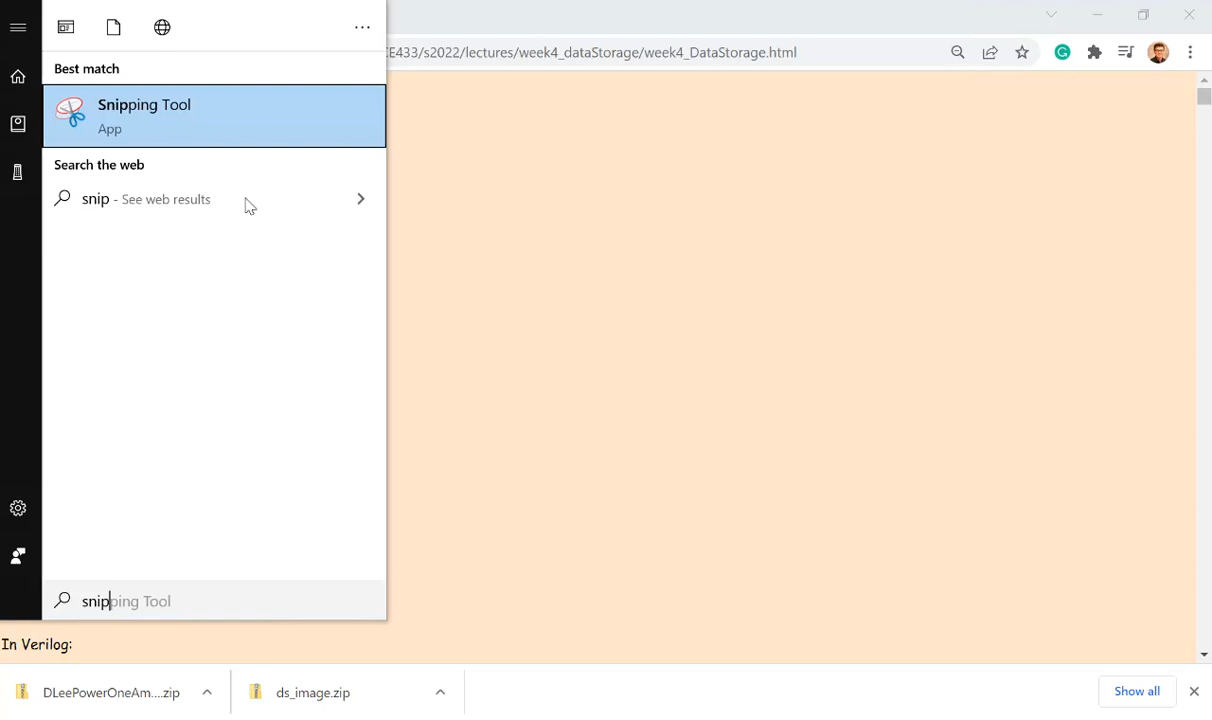 E433/s2022/lectures/week4_dataStorage/week4_DataStorage.html
Best match
Snipping Tool
App
Search the web
snip - See web results
snipping Tool
In Verilog:
DLeePowerOneAm....zip
ds_image.zip
Show all